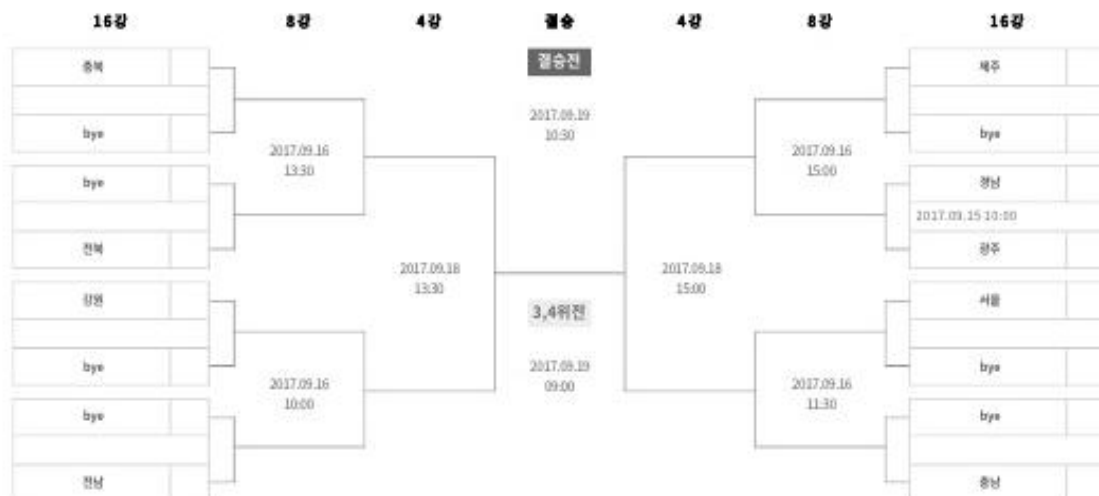 16강 8강 4강 결승 4강 8강 16강
결승전
충북 제주
2017.09.19
10:30
bye bye
2017.09.16 2017.09.16
13:30 15:00
bye 경남
2017.09.15 10:00
전북 광주
2017.09.18 2017.09.18
13:30 15:00
강원 서울
3,4위전
2017.09.19
09:00
bye bye
2017.09.16 2017.09.16
10:00 11:30
bye bye
전남 충남